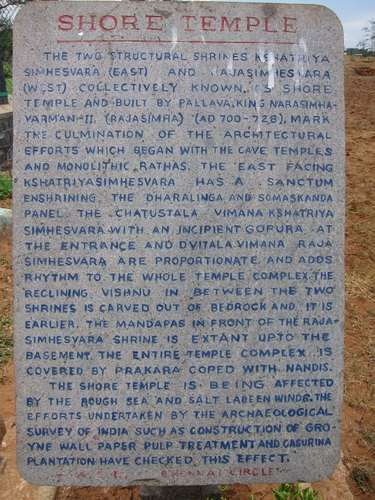 SHORE TEMPLE
THE TWO STRUCTURAL SHRINES KSHATRIYA
SIMHESVARA (EAST) AND RAJASIMHESVARA
(WEST) COLLECTIVELY KNOWN AS SHORE
TEMPLE AND BUILT BY PALLAVA KING NARASIMHA-
VARMAN-II, (RAJASIMHA) (AD 700-728), MARK
THE CULMINATION OF THE ARCHITECTURAL
EFFORTS WHICH BEGAN WITH THE CAVE TEMPLES
AND MONOLITHIC RATHAS. THE EAST FACING
KSHATRIYASIMHESVARA HAS A SANCTUM
ENSHRINING THE DHARALINGA AND SOMASKANDA
PANEL. THE CHATUSTALA VIMANA KSHATRIYA
SIMHESVARA WITH AN INCIPIENT GOPURA AT
THE ENTRANCE AND DVITALA VIMANA RAJA
SIMHESVARA ARE PROPORTIONATE AND ADDS
RHYTHM TO THE WHOLE TEMPLE COMPLEX. THE
RECLINING VISHNU IN BETWEEN THE TWO
SHRINES IS CARVED OUT OF BEDROCK AND IT IS
EARLIER. THE MANDAPAS IN FRONT OF THE RAJA-
SIMHESVARA SHRINE IS EXTANT UPTO THE
BASEMENT. THE ENTIRE TEMPLE COMPLEX IS
COVERED BY PRAKARA COPED WITH NANDIS.
THE SHORE TEMPLE IS BEING AFFECTED
BY THE ROUGH SEA AND SALT LADEEN WINDS. THE
EFFORTS UNDERTAKEN BY THE ARCHAEOLOGICAL
SURVEY OF INDIA SUCH AS CONSTRUCTION OF GRO-
YNE WALL PAPER PULP TREATMENT AND CASURINA
PLANTATION HAVE CHECKED THIS EFFECT.
A.S.I. CHENNAI CIRCLE